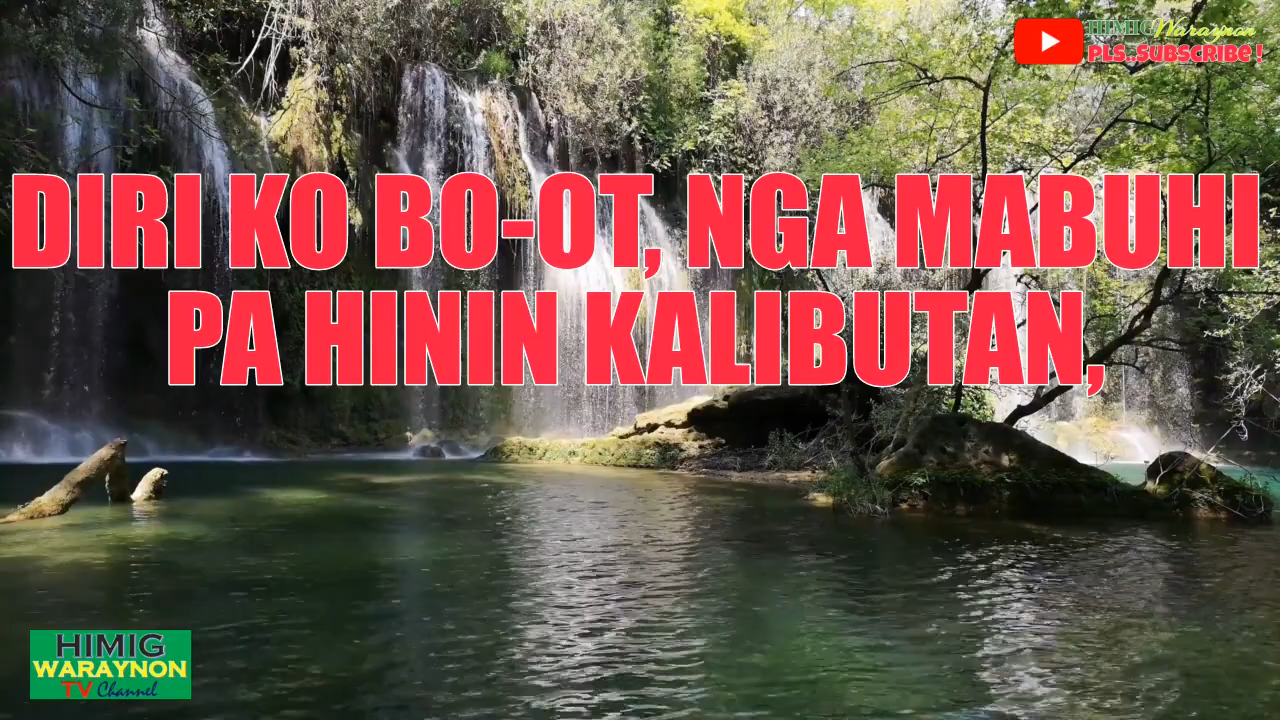 HIMIG Waraynon
PLS..SUBSCRIBE !
DIRI KO BO-OT, NGA MABUHI
PA HININ KALIBUTAN,
HIMIG
WARAYNON
TV Channel